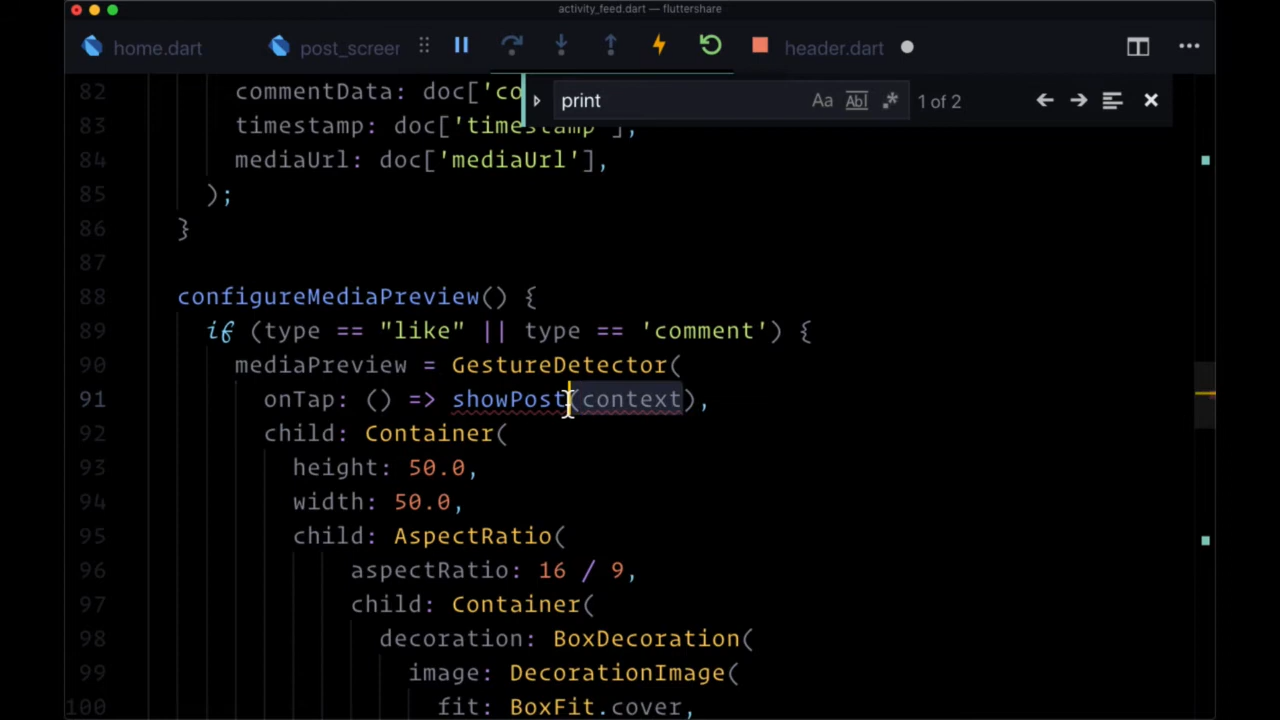 activity_feed.dart — fluttershare
home.dart
post_screer
header.dart
print
Aa
Abl
.*
1 of 2
82 commentData: doc['co
83 timestamp: doc['timestamp'],
84 mediaUrl: doc['mediaUrl'],
85 );
86 }
87
88 configureMediaPreview() {
89 if (type == "like" || type == 'comment') {
90 mediaPreview = GestureDetector(
91 onTap: () => showPost(context),
92 child: Container(
93 height: 50.0,
94 width: 50.0,
95 child: AspectRatio(
96 aspectRatio: 16 / 9,
97 child: Container(
98 decoration: BoxDecoration(
99 image: DecorationImage(
100 fit: BoxFit.cover,